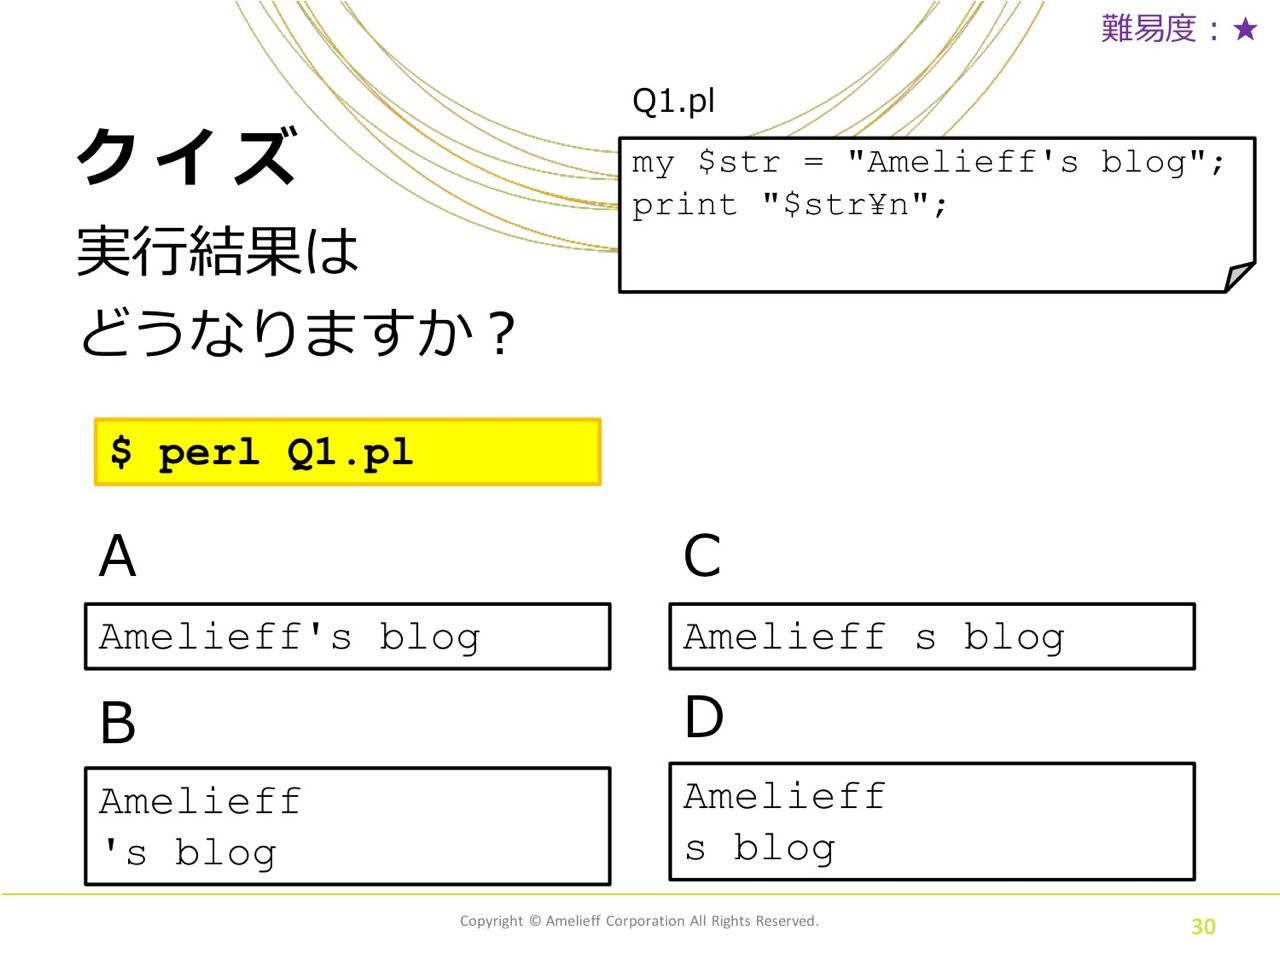 難易度：★
Q1.pl
クイズ
my $str = "Amelieff's blog";
print "$str¥n";
実行結果は
どうなりますか？
$ perl Q1.pl
A
Amelieff's blog
B
Amelieff
's blog
C
Amelieff s blog
D
Amelieff
s blog
Copyright © Amelieff Corporation All Rights Reserved.
30